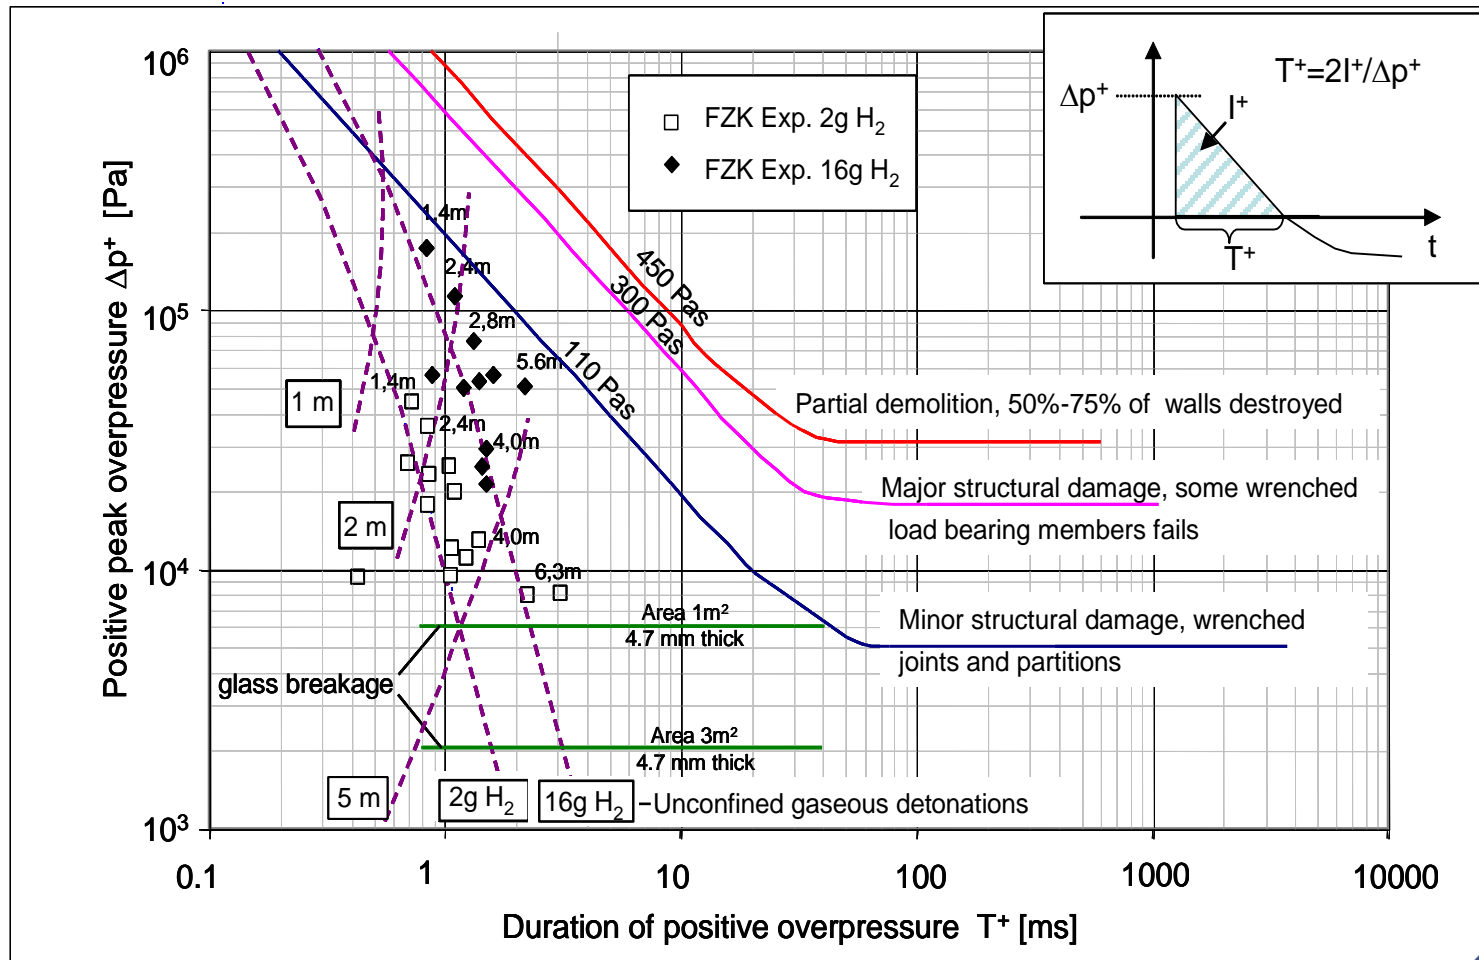 10⁶
10⁵
10⁴
10³
Positive peak overpressure Δp⁺ [Pa]
0.1
1
10
100
1000
10000
Duration of positive overpressure T⁺ [ms]
FZK Exp. 2g H₂
FZK Exp. 16g H₂
Δp⁺
I⁺
T⁺=2I⁺/Δp⁺
T⁺
t
1,4m
2,4m
2,8m
5.6m
4,0m
1,4m
2,4m
4,0m
6,3m
450 Pas
300 Pas
110 Pas
1 m
2 m
5 m
2g H₂
16g H₂
–Unconfined gaseous detonations
Partial demolition, 50%-75% of walls destroyed
Major structural damage, some wrenched
load bearing members fails
Minor structural damage, wrenched
joints and partitions
Area 1m²
4.7 mm thick
glass breakage
Area 3m²
4.7 mm thick